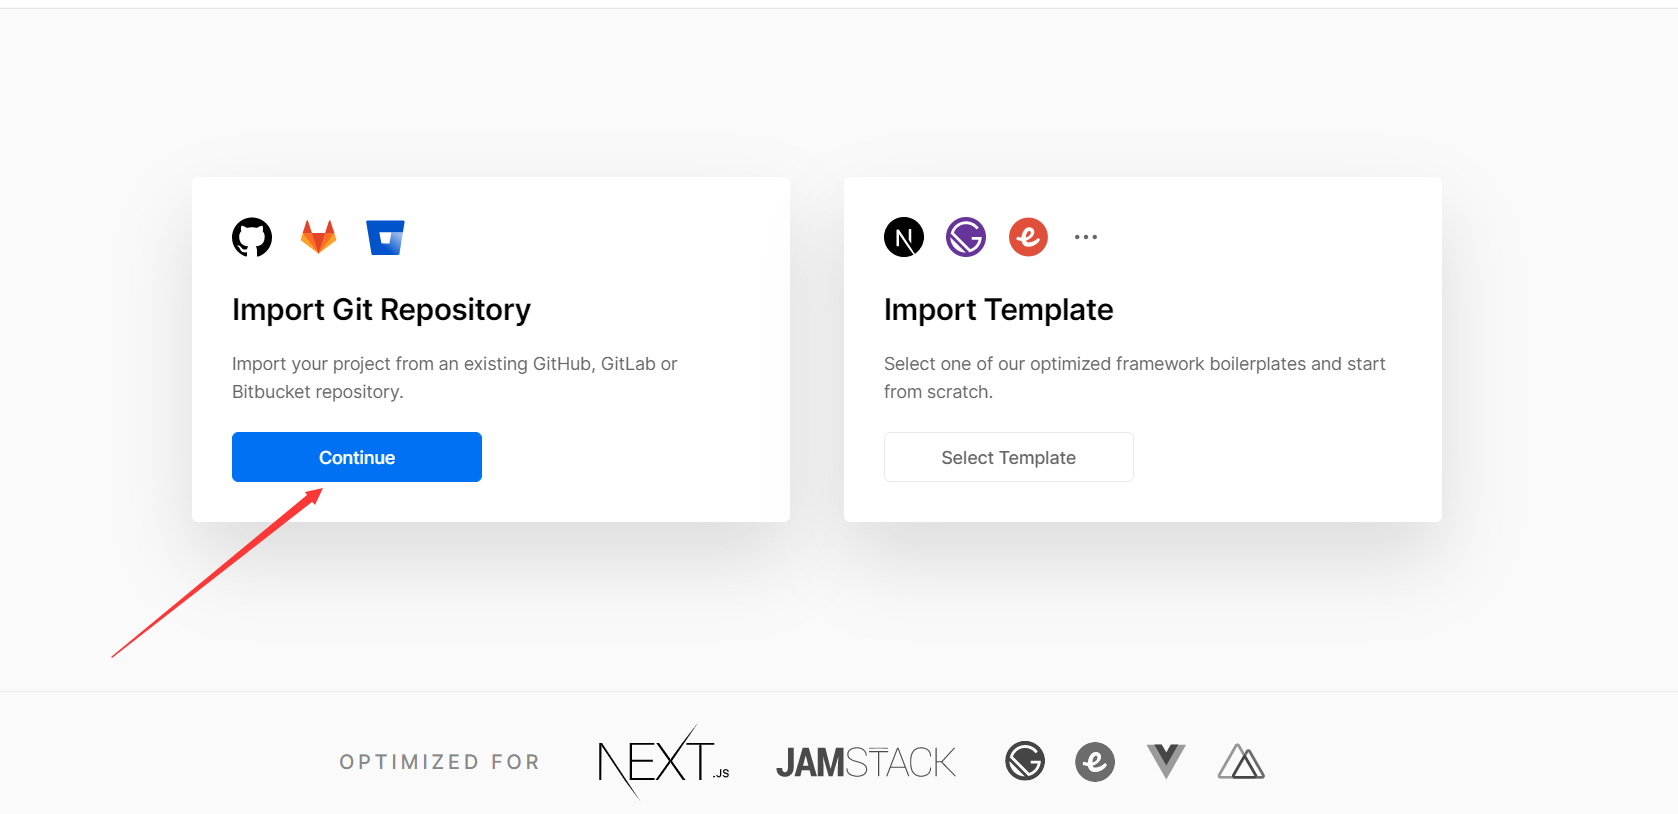 Import Git Repository
Import your project from an existing GitHub, GitLab or
Bitbucket repository.
Continue
Import Template
Select one of our optimized framework boilerplates and start
from scratch.
Select Template
OPTIMIZED FOR
NEXT.JS
JAMSTACK